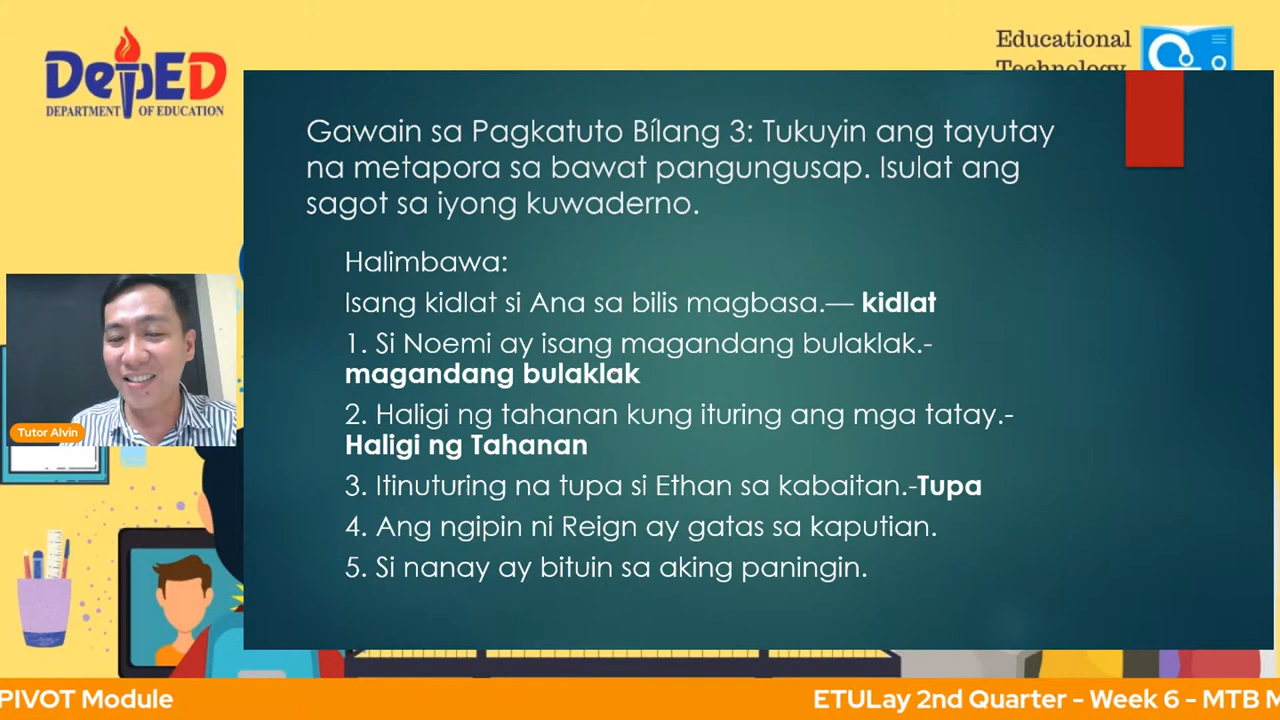 DepED
DEPARTMENT OF EDUCATION
Educational
Technology
Gawain sa Pagkatuto Bílang 3: Tukuyin ang tayutay
na metapora sa bawat pangungusap. Isulat ang
sagot sa iyong kuwaderno.
Halimbawa:
Isang kidlat si Ana sa bilis magbasa.— kidlat
1. Si Noemi ay isang magandang bulaklak.-
magandang bulaklak
2. Haligi ng tahanan kung ituring ang mga tatay.-
Haligi ng Tahanan
3. Itinuturing na tupa si Ethan sa kabaitan.-Tupa
4. Ang ngipin ni Reign ay gatas sa kaputian.
5. Si nanay ay bituin sa aking paningin.
Tutor Alvin
PIVOT Module
ETULay 2nd Quarter - Week 6 - MTB M